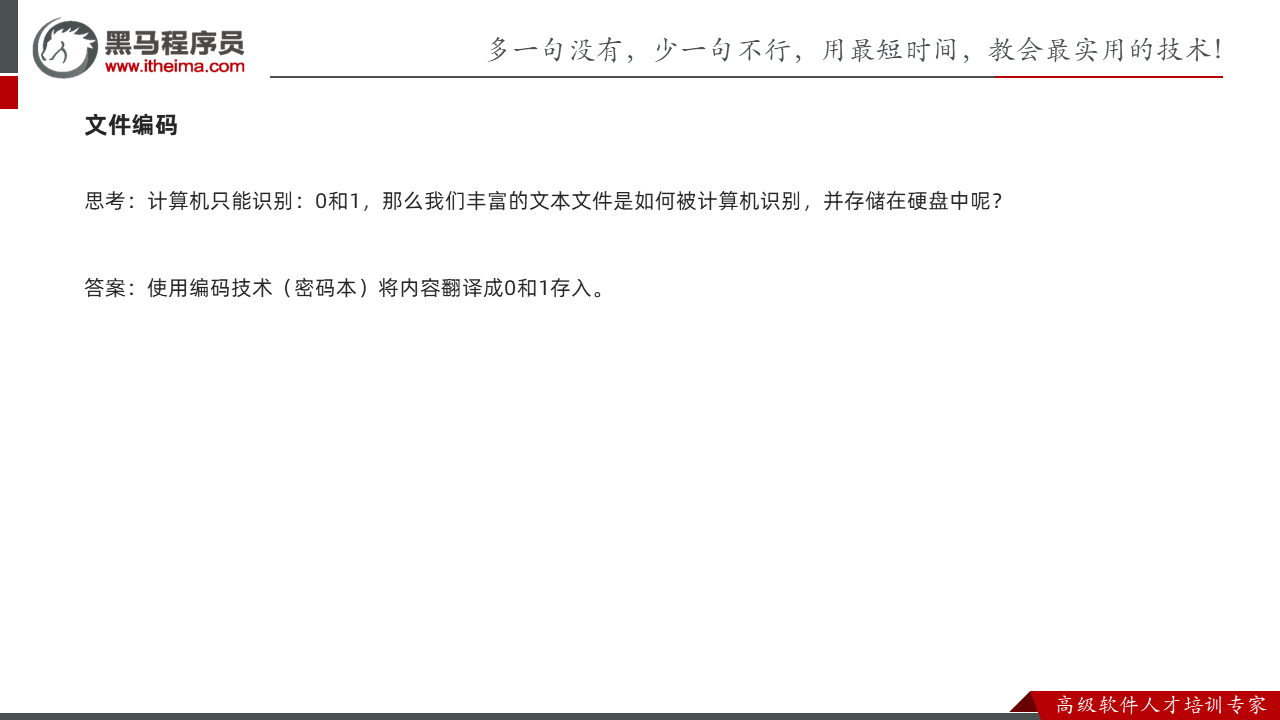 黑马程序员
www.itheima.com
多一句没有，少一句不行，用最短时间，教会最实用的技术！
文件编码
思考：计算机只能识别：0和1，那么我们丰富的文本文件是如何被计算机识别，并存储在硬盘中呢？
答案：使用编码技术（密码本）将内容翻译成0和1存入。
高级软件人才培训专家